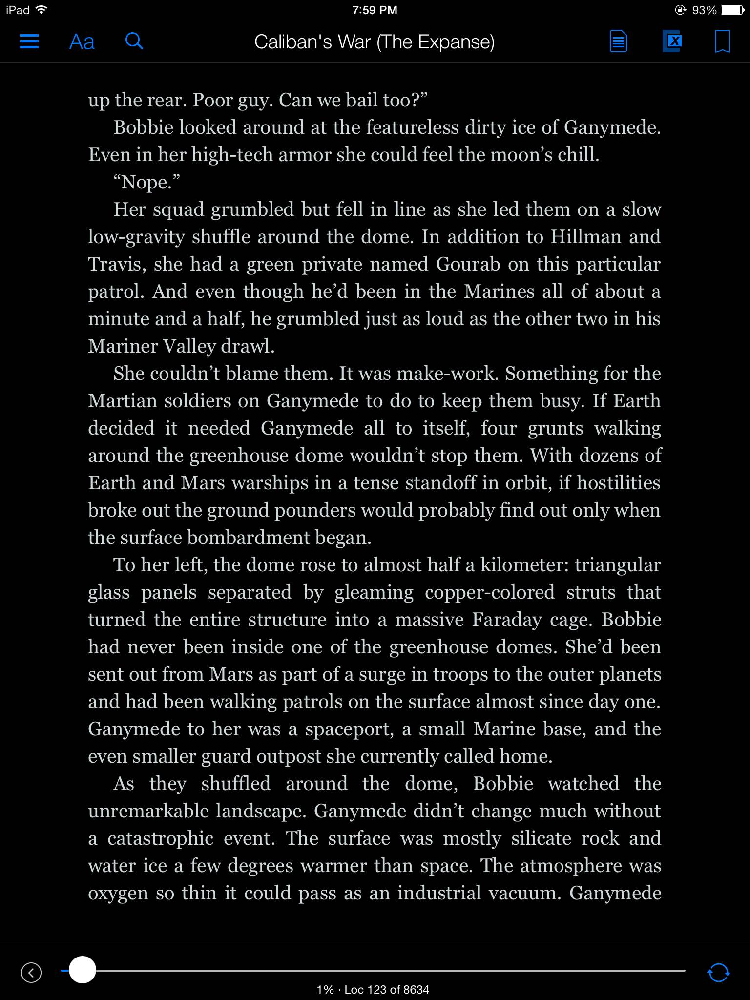 iPad 7:59 PM 93%
Aa Caliban's War (The Expanse) X
up the rear. Poor guy. Can we bail too?”
Bobbie looked around at the featureless dirty ice of Ganymede.
Even in her high-tech armor she could feel the moon’s chill.
“Nope.”
Her squad grumbled but fell in line as she led them on a slow
low-gravity shuffle around the dome. In addition to Hillman and
Travis, she had a green private named Gourab on this particular
patrol. And even though he’d been in the Marines all of about a
minute and a half, he grumbled just as loud as the other two in his
Mariner Valley drawl.
She couldn’t blame them. It was make-work. Something for the
Martian soldiers on Ganymede to do to keep them busy. If Earth
decided it needed Ganymede all to itself, four grunts walking
around the greenhouse dome wouldn’t stop them. With dozens of
Earth and Mars warships in a tense standoff in orbit, if hostilities
broke out the ground pounders would probably find out only when
the surface bombardment began.
To her left, the dome rose to almost half a kilometer: triangular
glass panels separated by gleaming copper-colored struts that
turned the entire structure into a massive Faraday cage. Bobbie
had never been inside one of the greenhouse domes. She’d been
sent out from Mars as part of a surge in troops to the outer planets
and had been walking patrols on the surface almost since day one.
Ganymede to her was a spaceport, a small Marine base, and the
even smaller guard outpost she currently called home.
As they shuffled around the dome, Bobbie watched the
unremarkable landscape. Ganymede didn’t change much without
a catastrophic event. The surface was mostly silicate rock and
water ice a few degrees warmer than space. The atmosphere was
oxygen so thin it could pass as an industrial vacuum. Ganymede
1% · Loc 123 of 8634